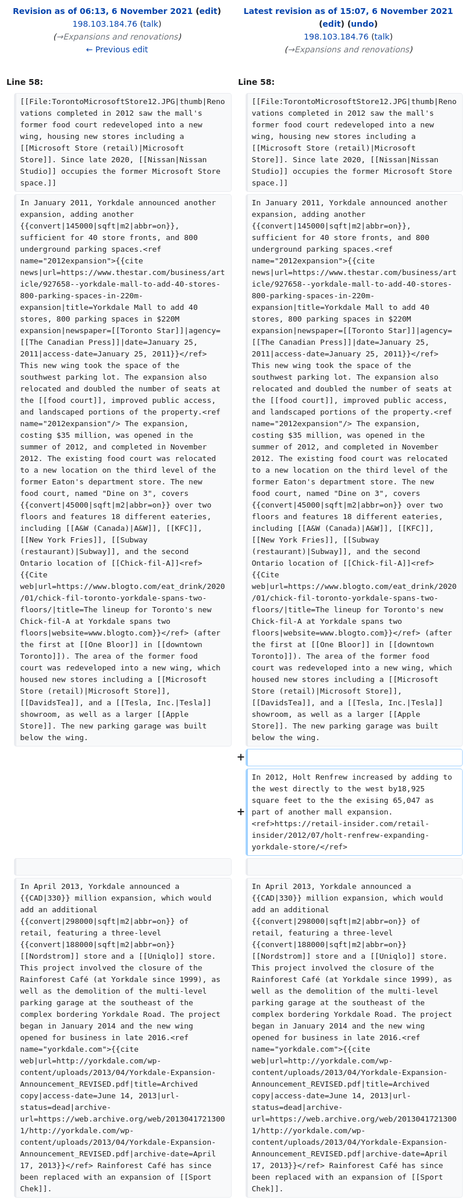 Revision as of 06:13, 6 November 2021 (edit)
198.103.184.76 (talk)
(→Expansions and renovations)
← Previous edit
Latest revision as of 15:07, 6 November 2021
(edit) (undo)
198.103.184.76 (talk)
(→Expansions and renovations)
Line 58:
[[File:TorontoMicrosoftStore12.JPG|thumb|Reno
vations completed in 2012 saw the mall's
former food court redeveloped into a new
wing, housing new stores including a
[[Microsoft Store (retail)|Microsoft
Store]]. Since late 2020, [[Nissan|Nissan
Studio]] occupies the former Microsoft Store
space.]]
In January 2011, Yorkdale announced another
expansion, adding another
{{convert|145000|sqft|m2|abbr=on}},
sufficient for 40 store fronts, and 800
underground parking spaces.<ref
name="2012expansion">{{cite
news|url=https://www.thestar.com/business/art
icle/927658--yorkdale-mall-to-add-40-stores-
800-parking-spaces-in-220m-
expansion|title=Yorkdale Mall to add 40
stores, 800 parking spaces in $220M
expansion|newspaper=[[Toronto Star]]|agency=
[[The Canadian Press]]|date=January 25,
2011|access-date=January 25, 2011}}</ref>
This new wing took the space of the
southwest parking lot. The expansion also
relocated and doubled the number of seats at
the [[food court]], improved public access,
and landscaped portions of the property.<ref
name="2012expansion"/> The expansion,
costing $35 million, was opened in the
summer of 2012, and completed in November
2012. The existing food court was relocated
to a new location on the third level of the
former Eaton's department store. The new
food court, named "Dine on 3", covers
{{convert|45000|sqft|m2|abbr=on}} over two
floors and features 18 different eateries,
including [[A&W (Canada)|A&W]], [[KFC]],
[[New York Fries]], [[Subway
(restaurant)|Subway]], and the second
Ontario location of [[Chick-fil-A]]<ref>
{{Cite
web|url=https://www.blogto.com/eat_drink/2020
/01/chick-fil-toronto-yorkdale-spans-two-
floors/|title=The lineup for Toronto's new
Chick-fil-A at Yorkdale spans two
floors|website=www.blogto.com}}</ref> (after
the first at [[One Bloor]] in [[downtown
Toronto]]). The area of the former food
court was redeveloped into a new wing, which
housed new stores including a [[Microsoft
Store (retail)|Microsoft Store]],
[[DavidsTea]], and a [[Tesla, Inc.|Tesla]]
showroom, as well as a larger [[Apple
Store]]. The new parking garage was built
below the wing.
In April 2013, Yorkdale announced a
{{CAD|330}} million expansion, which would
add an additional
{{convert|298000|sqft|m2|abbr=on}} of
retail, featuring a three-level
{{convert|188000|sqft|m2|abbr=on}}
[[Nordstrom]] store and a [[Uniqlo]] store.
This project involved the closure of the
Rainforest Café (at Yorkdale since 1999), as
well as the demolition of the multi-level
parking garage at the southeast of the
complex bordering Yorkdale Road. The project
began in January 2014 and the new wing
opened for business in late 2016.<ref
name="yorkdale.com">{{cite
web|url=http://yorkdale.com/wp-
content/uploads/2013/04/Yorkdale-Expansion-
Announcement_REVISED.pdf|title=Archived
copy|access-date=June 14, 2013|url-
status=dead|archive-
url=https://web.archive.org/web/2013041721300
1/http://yorkdale.com/wp-
content/uploads/2013/04/Yorkdale-Expansion-
Announcement_REVISED.pdf|archive-date=April
17, 2013}}</ref> Rainforest Café has since
been replaced with an expansion of [[Sport
Chek]].
Line 58:
[[File:TorontoMicrosoftStore12.JPG|thumb|Reno
vations completed in 2012 saw the mall's
former food court redeveloped into a new
wing, housing new stores including a
[[Microsoft Store (retail)|Microsoft
Store]]. Since late 2020, [[Nissan|Nissan
Studio]] occupies the former Microsoft Store
space.]]
In January 2011, Yorkdale announced another
expansion, adding another
{{convert|145000|sqft|m2|abbr=on}},
sufficient for 40 store fronts, and 800
underground parking spaces.<ref
name="2012expansion">{{cite
news|url=https://www.thestar.com/business/art
icle/927658--yorkdale-mall-to-add-40-stores-
800-parking-spaces-in-220m-
expansion|title=Yorkdale Mall to add 40
stores, 800 parking spaces in $220M
expansion|newspaper=[[Toronto Star]]|agency=
[[The Canadian Press]]|date=January 25,
2011|access-date=January 25, 2011}}</ref>
This new wing took the space of the
southwest parking lot. The expansion also
relocated and doubled the number of seats at
the [[food court]], improved public access,
and landscaped portions of the property.<ref
name="2012expansion"/> The expansion,
costing $35 million, was opened in the
summer of 2012, and completed in November
2012. The existing food court was relocated
to a new location on the third level of the
former Eaton's department store. The new
food court, named "Dine on 3", covers
{{convert|45000|sqft|m2|abbr=on}} over two
floors and features 18 different eateries,
including [[A&W (Canada)|A&W]], [[KFC]],
[[New York Fries]], [[Subway
(restaurant)|Subway]], and the second
Ontario location of [[Chick-fil-A]]<ref>
{{Cite
web|url=https://www.blogto.com/eat_drink/2020
/01/chick-fil-toronto-yorkdale-spans-two-
floors/|title=The lineup for Toronto's new
Chick-fil-A at Yorkdale spans two
floors|website=www.blogto.com}}</ref> (after
the first at [[One Bloor]] in [[downtown
Toronto]]). The area of the former food
court was redeveloped into a new wing, which
housed new stores including a [[Microsoft
Store (retail)|Microsoft Store]],
[[DavidsTea]], and a [[Tesla, Inc.|Tesla]]
showroom, as well as a larger [[Apple
Store]]. The new parking garage was built
below the wing.
+
+
In 2012, Holt Renfrew increased by adding to
the west directly to the west by18,925
square feet to the the exising 65,047 as
part of another mall expansion.
<ref>https://retail-insider.com/retail-
insider/2012/07/holt-renfrew-expanding-
yorkdale-store/</ref>
In April 2013, Yorkdale announced a
{{CAD|330}} million expansion, which would
add an additional
{{convert|298000|sqft|m2|abbr=on}} of
retail, featuring a three-level
{{convert|188000|sqft|m2|abbr=on}}
[[Nordstrom]] store and a [[Uniqlo]] store.
This project involved the closure of the
Rainforest Café (at Yorkdale since 1999), as
well as the demolition of the multi-level
parking garage at the southeast of the
complex bordering Yorkdale Road. The project
began in January 2014 and the new wing
opened for business in late 2016.<ref
name="yorkdale.com">{{cite
web|url=http://yorkdale.com/wp-
content/uploads/2013/04/Yorkdale-Expansion-
Announcement_REVISED.pdf|title=Archived
copy|access-date=June 14, 2013|url-
status=dead|archive-
url=https://web.archive.org/web/2013041721300
1/http://yorkdale.com/wp-
content/uploads/2013/04/Yorkdale-Expansion-
Announcement_REVISED.pdf|archive-date=April
17, 2013}}</ref> Rainforest Café has since
been replaced with an expansion of [[Sport
Chek]].